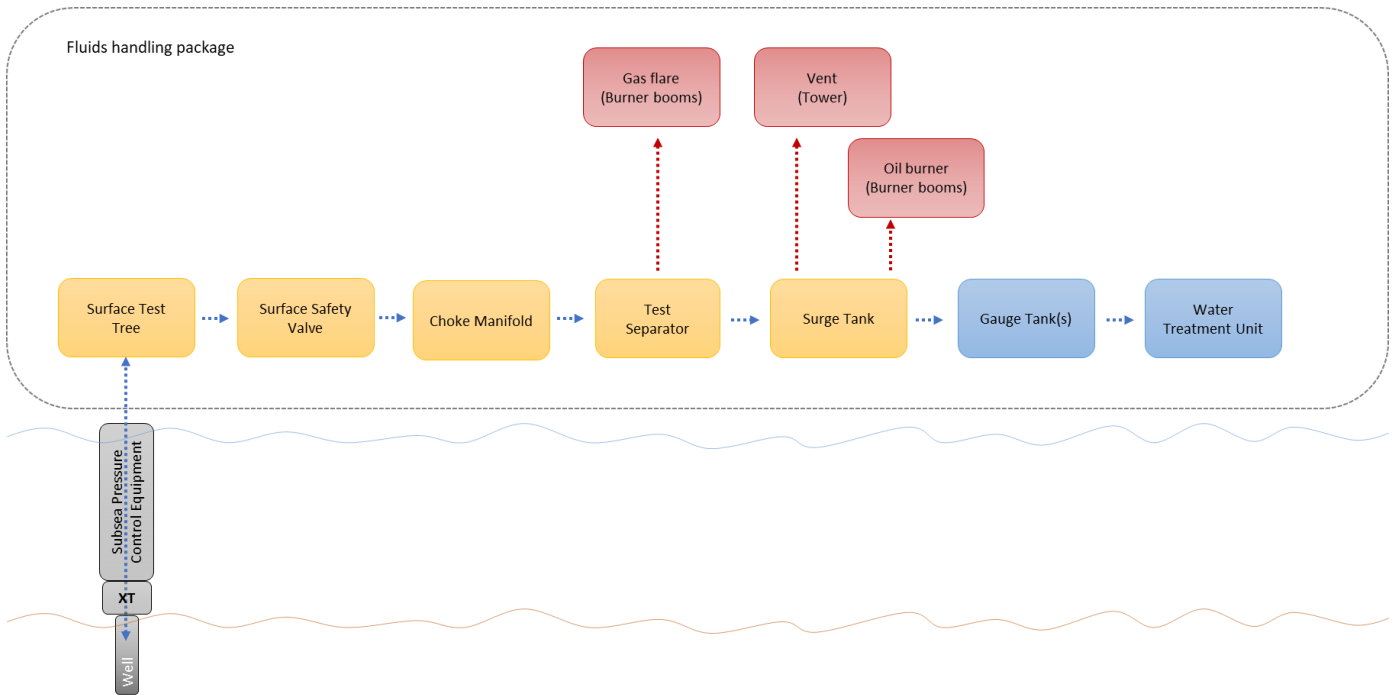 Fluids handling package
Gas flare
(Burner booms)
Vent
(Tower)
Oil burner
(Burner booms)
Surface Test
Tree
Surface Safety
Valve
Choke Manifold
Test
Separator
Surge Tank
Gauge Tank(s)
Water
Treatment Unit
Subsea Pressure
Control Equipment
XT
Well